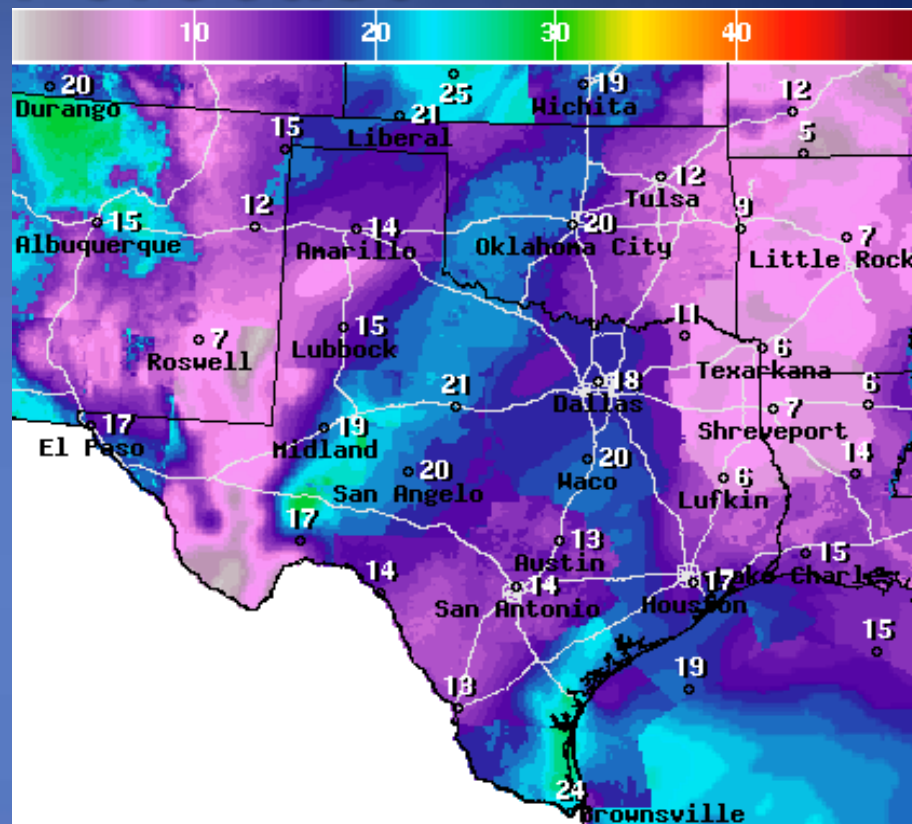 10 20 30 40
20 25 19
Durango Wichita
21 12
Liberal
15 5
12
Tulsa
15 12 14 20 9
Albuquerque Amarillo Oklahoma City 7
Little Rock
15 11
7 Lubbock 6
Roswell Texarkana
18
21 Dallas 7 6
17 19 Shreveport
El Paso Midland
20 20 14
San Angelo Waco 6
Lufkin
17 13 15
Austin
14 14 17 Lake Charles
San Antonio Houston
15
19
13
24
Brownsville